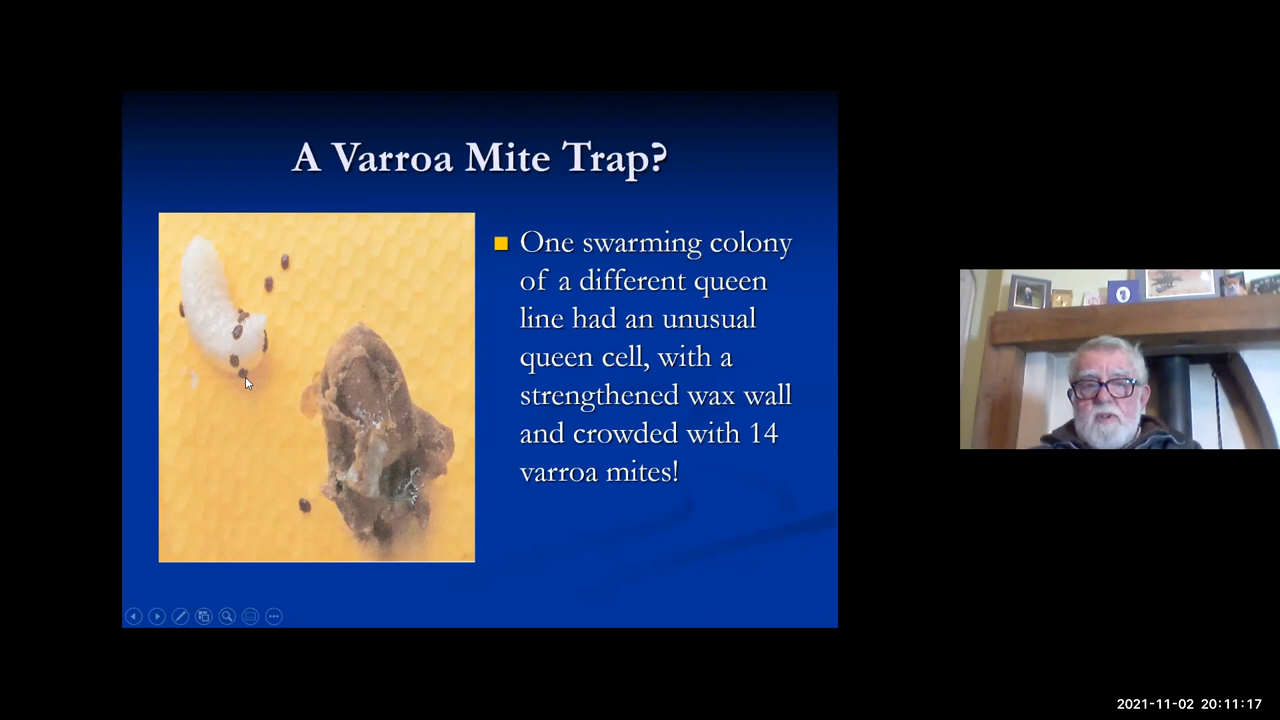 A Varroa Mite Trap?
One swarming colony
of a different queen
line had an unusual
queen cell, with a
strengthened wax wall
and crowded with 14
varroa mites!
2021-11-02 20:11:17